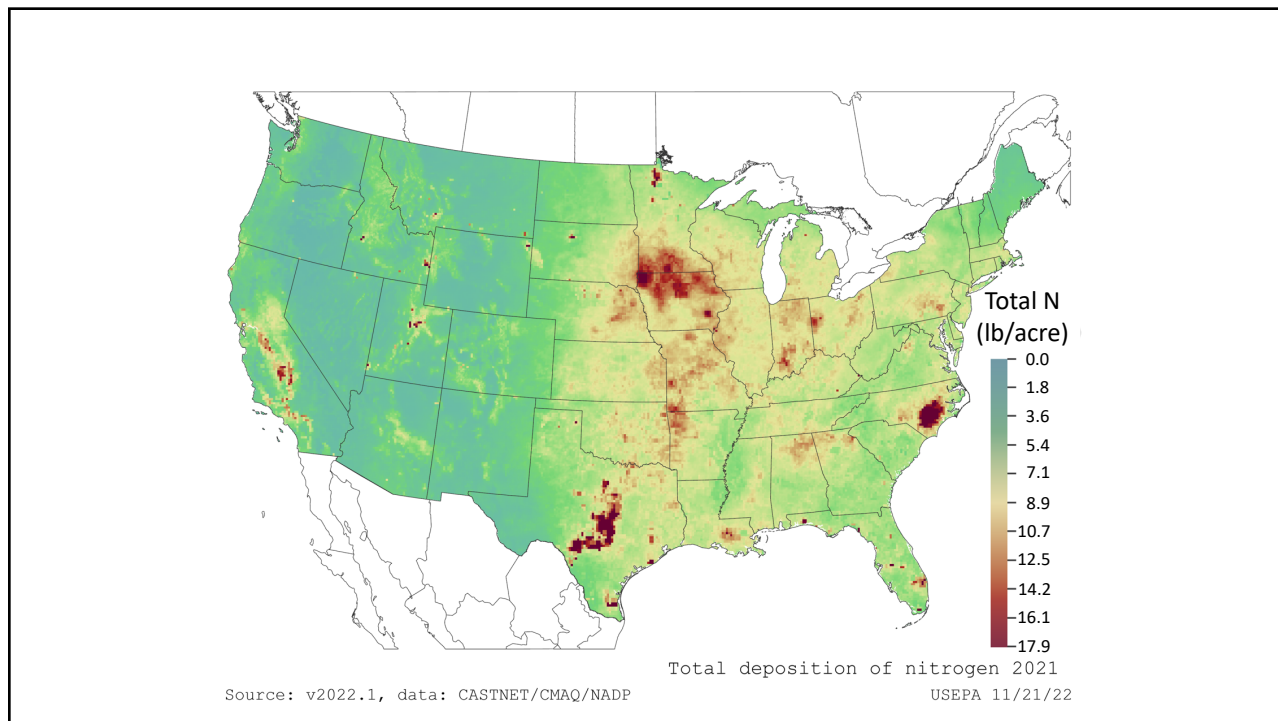 Total N
(lb/acre)
0.0
1.8
3.6
5.4
7.1
8.9
10.7
12.5
14.2
16.1
17.9
Total deposition of nitrogen 2021
Source: v2022.1, data: CASTNET/CMAQ/NADP
USEPA 11/21/22